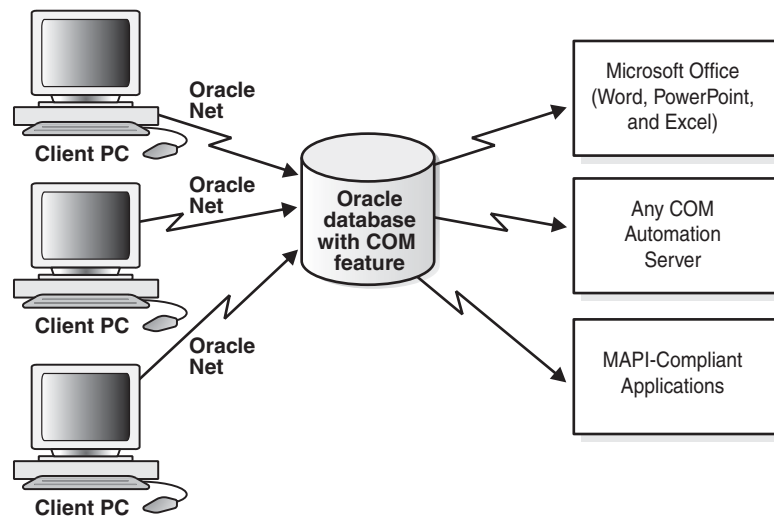 Oracle
Net
Client PC
Oracle
Net
Client PC
Oracle
Net
Client PC
Oracle
database
with COM
feature
Microsoft Office
(Word, PowerPoint,
and Excel)
Any COM
Automation
Server
MAPI-Compliant
Applications